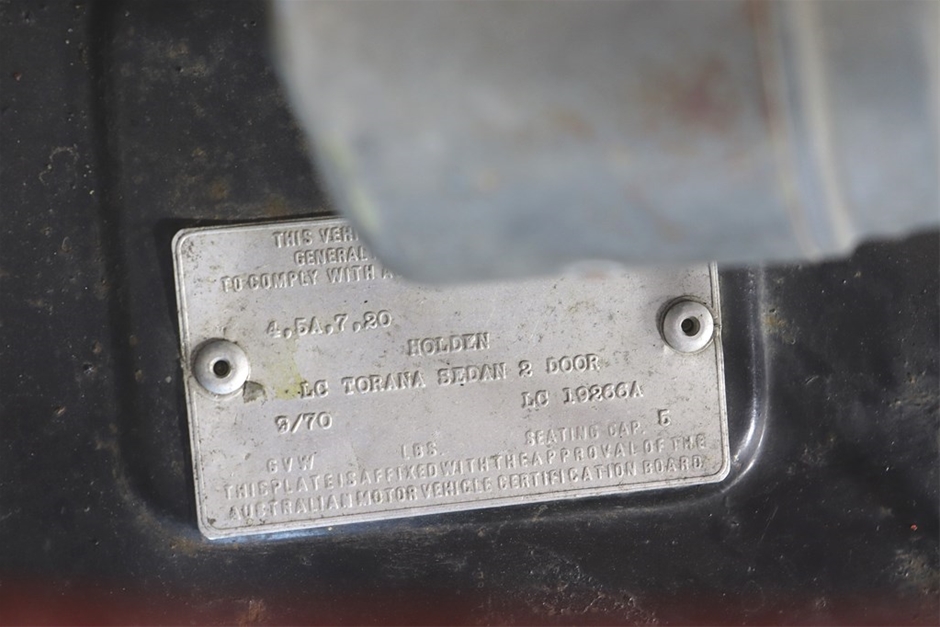 THIS VEHI
GENERAL
TO COMPLY WITH A
4,5A,7,20
HOLDEN
LC TORANA SEDAN 2 DOOR
9/70 LC 19266A
GVW LBS. SEATING CAP. 5
THIS PLATE IS AFFIXED WITH THE APPROVAL OF THE
AUSTRALIAN MOTOR VEHICLE CERTIFICATION BOARD